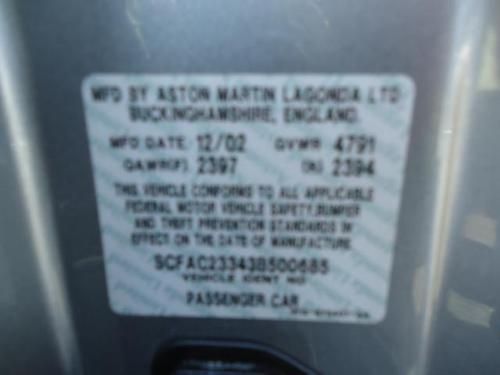 MFD BY ASTON MARTIN LAGONDA LTD
BUCKINGHAMSHIRE, ENGLAND.
MFD DATE 12/02 GVWR 4791
GAWR(F) 2397 (R) 2394
THIS VEHICLE CONFORMS TO ALL APPLICABLE
FEDERAL MOTOR VEHICLE SAFETY, BUMPER
AND THEFT PREVENTION STANDARDS IN
EFFECT ON THE DATE OF MANUFACTURE.
SCFAC23343B500685
VEHICLE IDENT NO
PASSENGER CAR